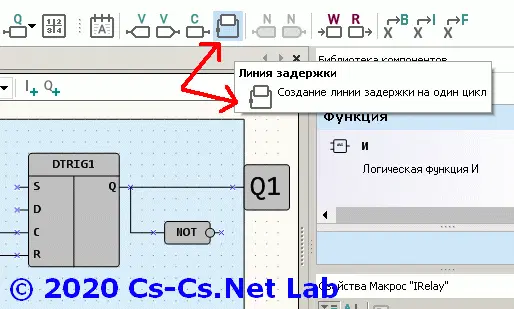 Q V V C N N W R B I F
1 2
3 4 A X X X
Библиотека компонентов
Линия задержки
Создание линии задержки на один цикл
I+ Q+
Функция
И
Логическая функция И
DTRIG1
S Q
D
C
R
Q1
NOT
Свойства Макрос "IRelay"
© 2020 Cs-Cs.Net Lab